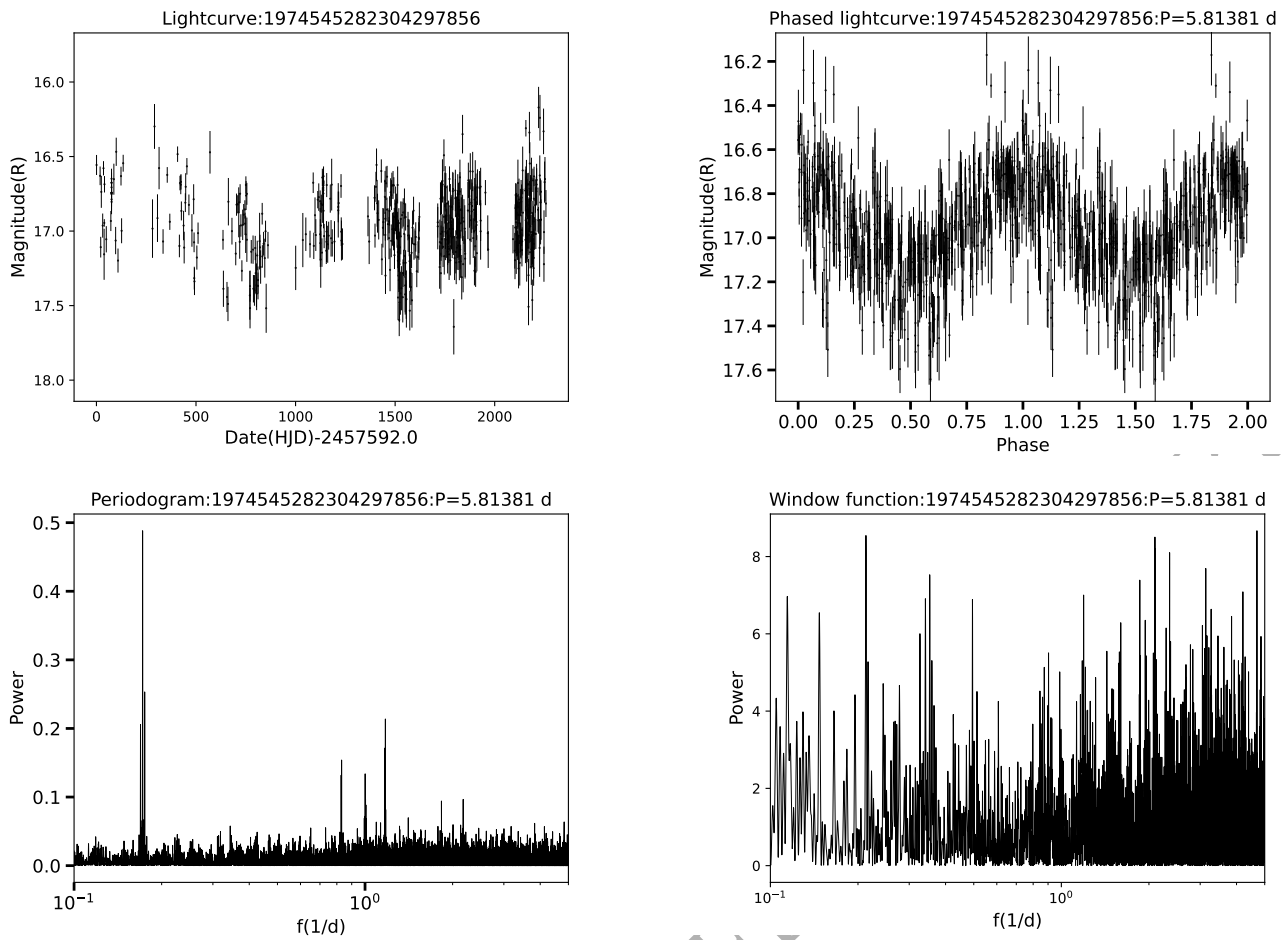 Lightcurve:1974545282304297856
16.0
16.5
17.0
17.5
18.0
Magnitude(R)
0 500 1000 1500 2000
Date(HJD)-2457592.0
Phased lightcurve:1974545282304297856:P=5.81381 d
16.2
16.4
16.6
16.8
17.0
17.2
17.4
17.6
Magnitude(R)
0.00 0.25 0.50 0.75 1.00 1.25 1.50 1.75 2.00
Phase
Periodogram:1974545282304297856:P=5.81381 d
0.5
0.4
0.3
0.2
0.1
0.0
Power
10⁻¹ 10⁰
f(1/d)
Window function:1974545282304297856:P=5.81381 d
8
6
4
2
0
Power
10⁻¹ 10⁰
f(1/d)